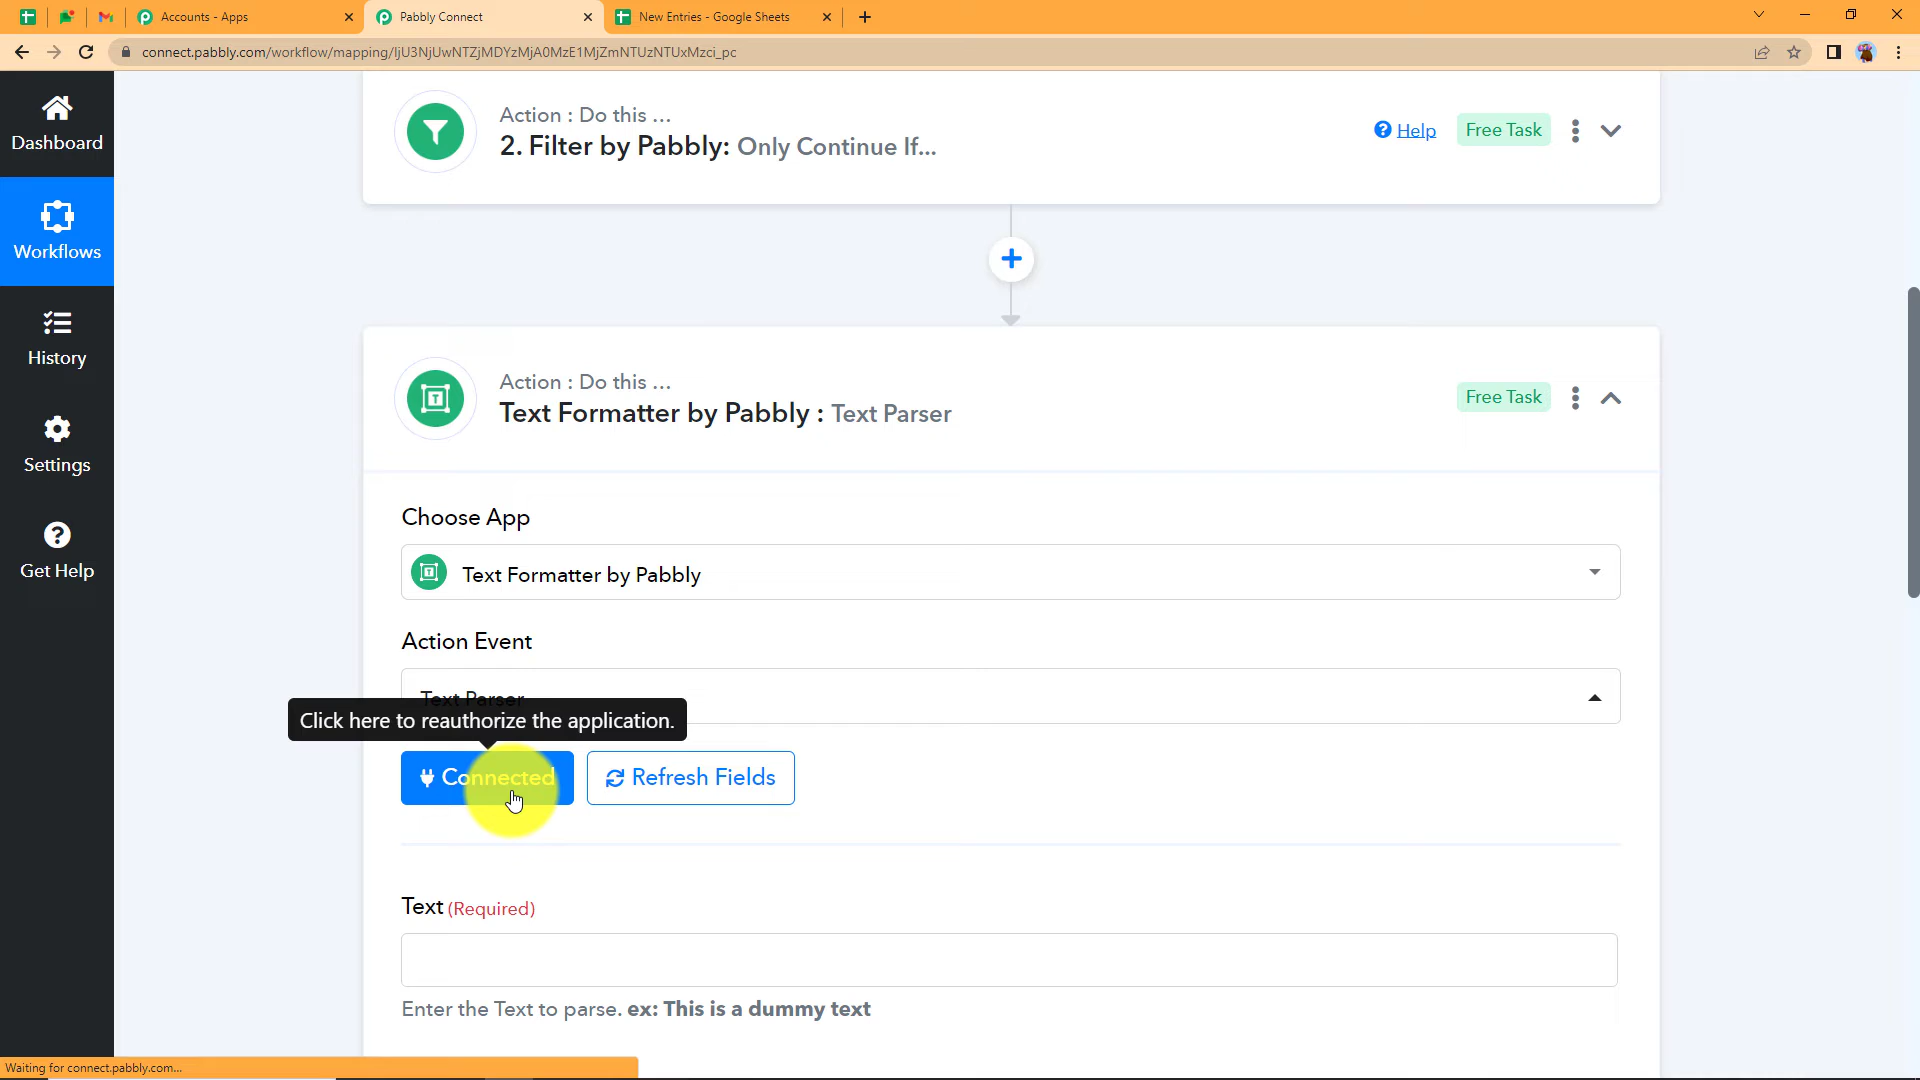 Accounts - Apps
Pabbly Connect
New Entries - Google Sheets
connect.pabbly.com/workflow/mapping/IjU3NjUwNTZjMDYzMjA0MzE1MjZmNTUzNTUxMzci_pc
Dashboard
Workflows
History
Settings
Get Help
Action : Do this ...
2. Filter by Pabbly: Only Continue If...
Help
Free Task
Action : Do this ...
Text Formatter by Pabbly : Text Parser
Free Task
Choose App
Text Formatter by Pabbly
Action Event
Text Parser
Click here to reauthorize the application.
Connected
Refresh Fields
Text (Required)
Enter the Text to parse. ex: This is a dummy text
Waiting for connect.pabbly.com...